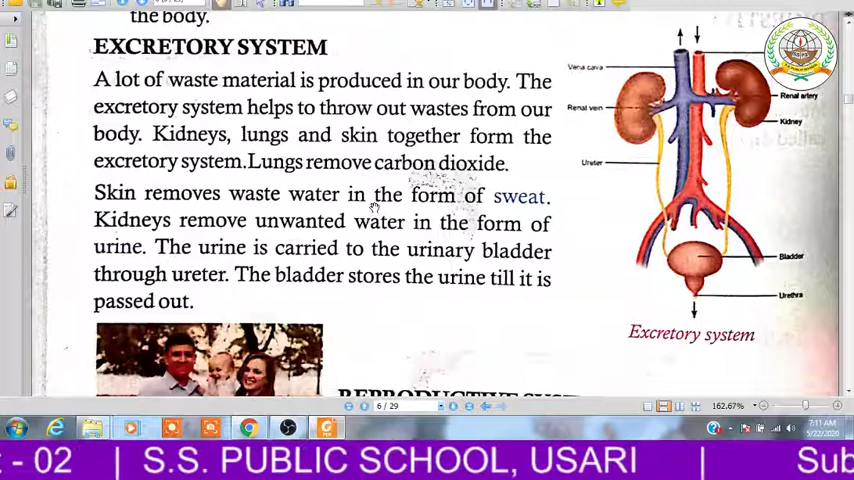 the body.
EXCRETORY SYSTEM
A lot of waste material is produced in our body. The
excretory system helps to throw out wastes from our
body. Kidneys, lungs and skin together form the
excretory system.Lungs remove carbon dioxide.
Skin removes waste water in the form of sweat.
Kidneys remove unwanted water in the form of
urine. The urine is carried to the urinary bladder
through ureter. The bladder stores the urine till it is
passed out.
Vena cava
Renal vein
Ureter
Renal artery
Kidney
Bladder
Urethra
Excretory system
REPRODUCTIVE SYS
6 / 29
162.67%
7:11 AM
5/22/2020
- 02 | S.S. PUBLIC SCHOOL, USARI | Sub